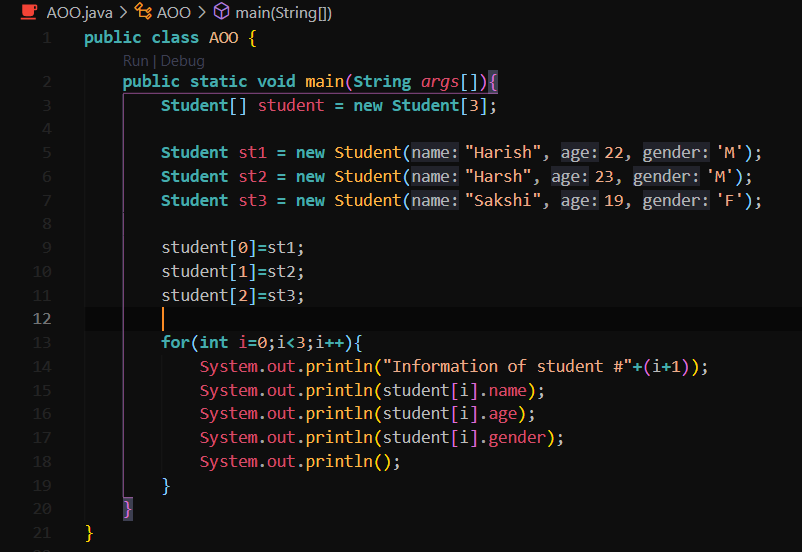 AOO.java > AOO > main(String[])
1 public class AOO {
Run | Debug
2 public static void main(String args[]){
3 Student[] student = new Student[3];
4
5 Student st1 = new Student(name: "Harish", age: 22, gender: 'M');
6 Student st2 = new Student(name: "Harsh", age: 23, gender: 'M');
7 Student st3 = new Student(name: "Sakshi", age: 19, gender: 'F');
8
9 student[0]=st1;
10 student[1]=st2;
11 student[2]=st3;
12
13 for(int i=0;i<3;i++){
14 System.out.println("Information of student #"+(i+1));
15 System.out.println(student[i].name);
16 System.out.println(student[i].age);
17 System.out.println(student[i].gender);
18 System.out.println();
19 }
20 }
21 }